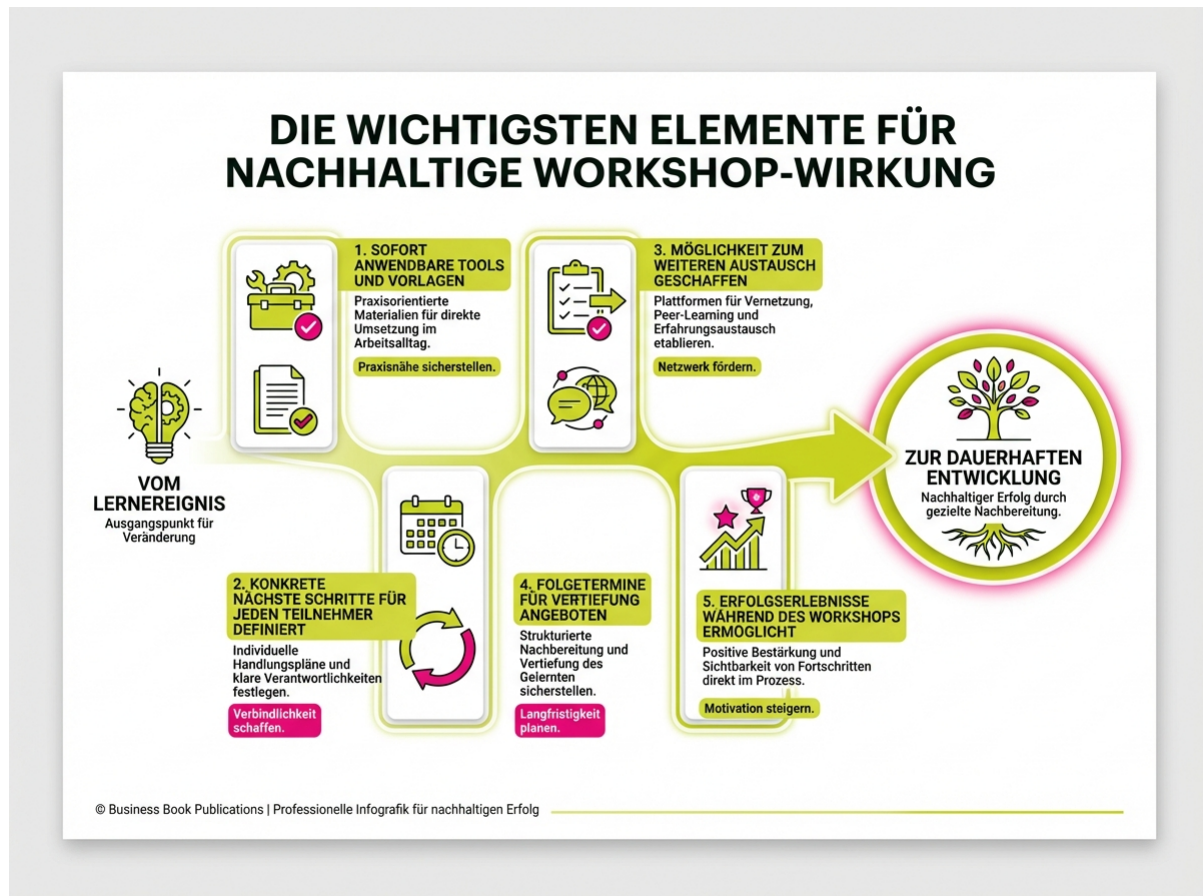 DIE WICHTIGSTEN ELEMENTE FÜR
NACHHALTIGE WORKSHOP-WIRKUNG
VOM
LERNEREIGNIS
Ausgangspunkt für
Veränderung
1. SOFORT
ANWENDBARE TOOLS
UND VORLAGEN
Praxisorientierte
Materialien für direkte
Umsetzung im
Arbeitsalltag.
Praxisnähe sicherstellen.
2. KONKRETE
NÄCHSTE SCHRITTE FÜR
JEDEN TEILNEHMER
DEFINIERT
Individuelle
Handlungspläne und
klare Verantwortlichkeiten
festlegen.
Verbindlichkeit
schaffen.
3. MÖGLICHKEIT ZUM
WEITEREN AUSTAUSCH
GESCHAFFEN
Plattformen für Vernetzung,
Peer-Learning und
Erfahrungsaustausch
etablieren.
Netzwerk fördern.
4. FOLGETERMINE
FÜR VERTIEFUNG
ANGEBOTEN
Strukturierte
Nachbereitung und
Vertiefung des
Gelernten
sicherstellen.
Langfristigkeit
planen.
5. ERFOLGSERLEBNISSE
WÄHREND DES WORKSHOPS
ERMÖGLICHT
Positive Bestärkung und
Sichtbarkeit von Fortschritten
direkt im Prozess.
Motivation steigern.
ZUR DAUERHAFTEN
ENTWICKLUNG
Nachhaltiger Erfolg durch
gezielte Nachbereitung.
© Business Book Publications | Professionelle Infografik für nachhaltigen Erfolg